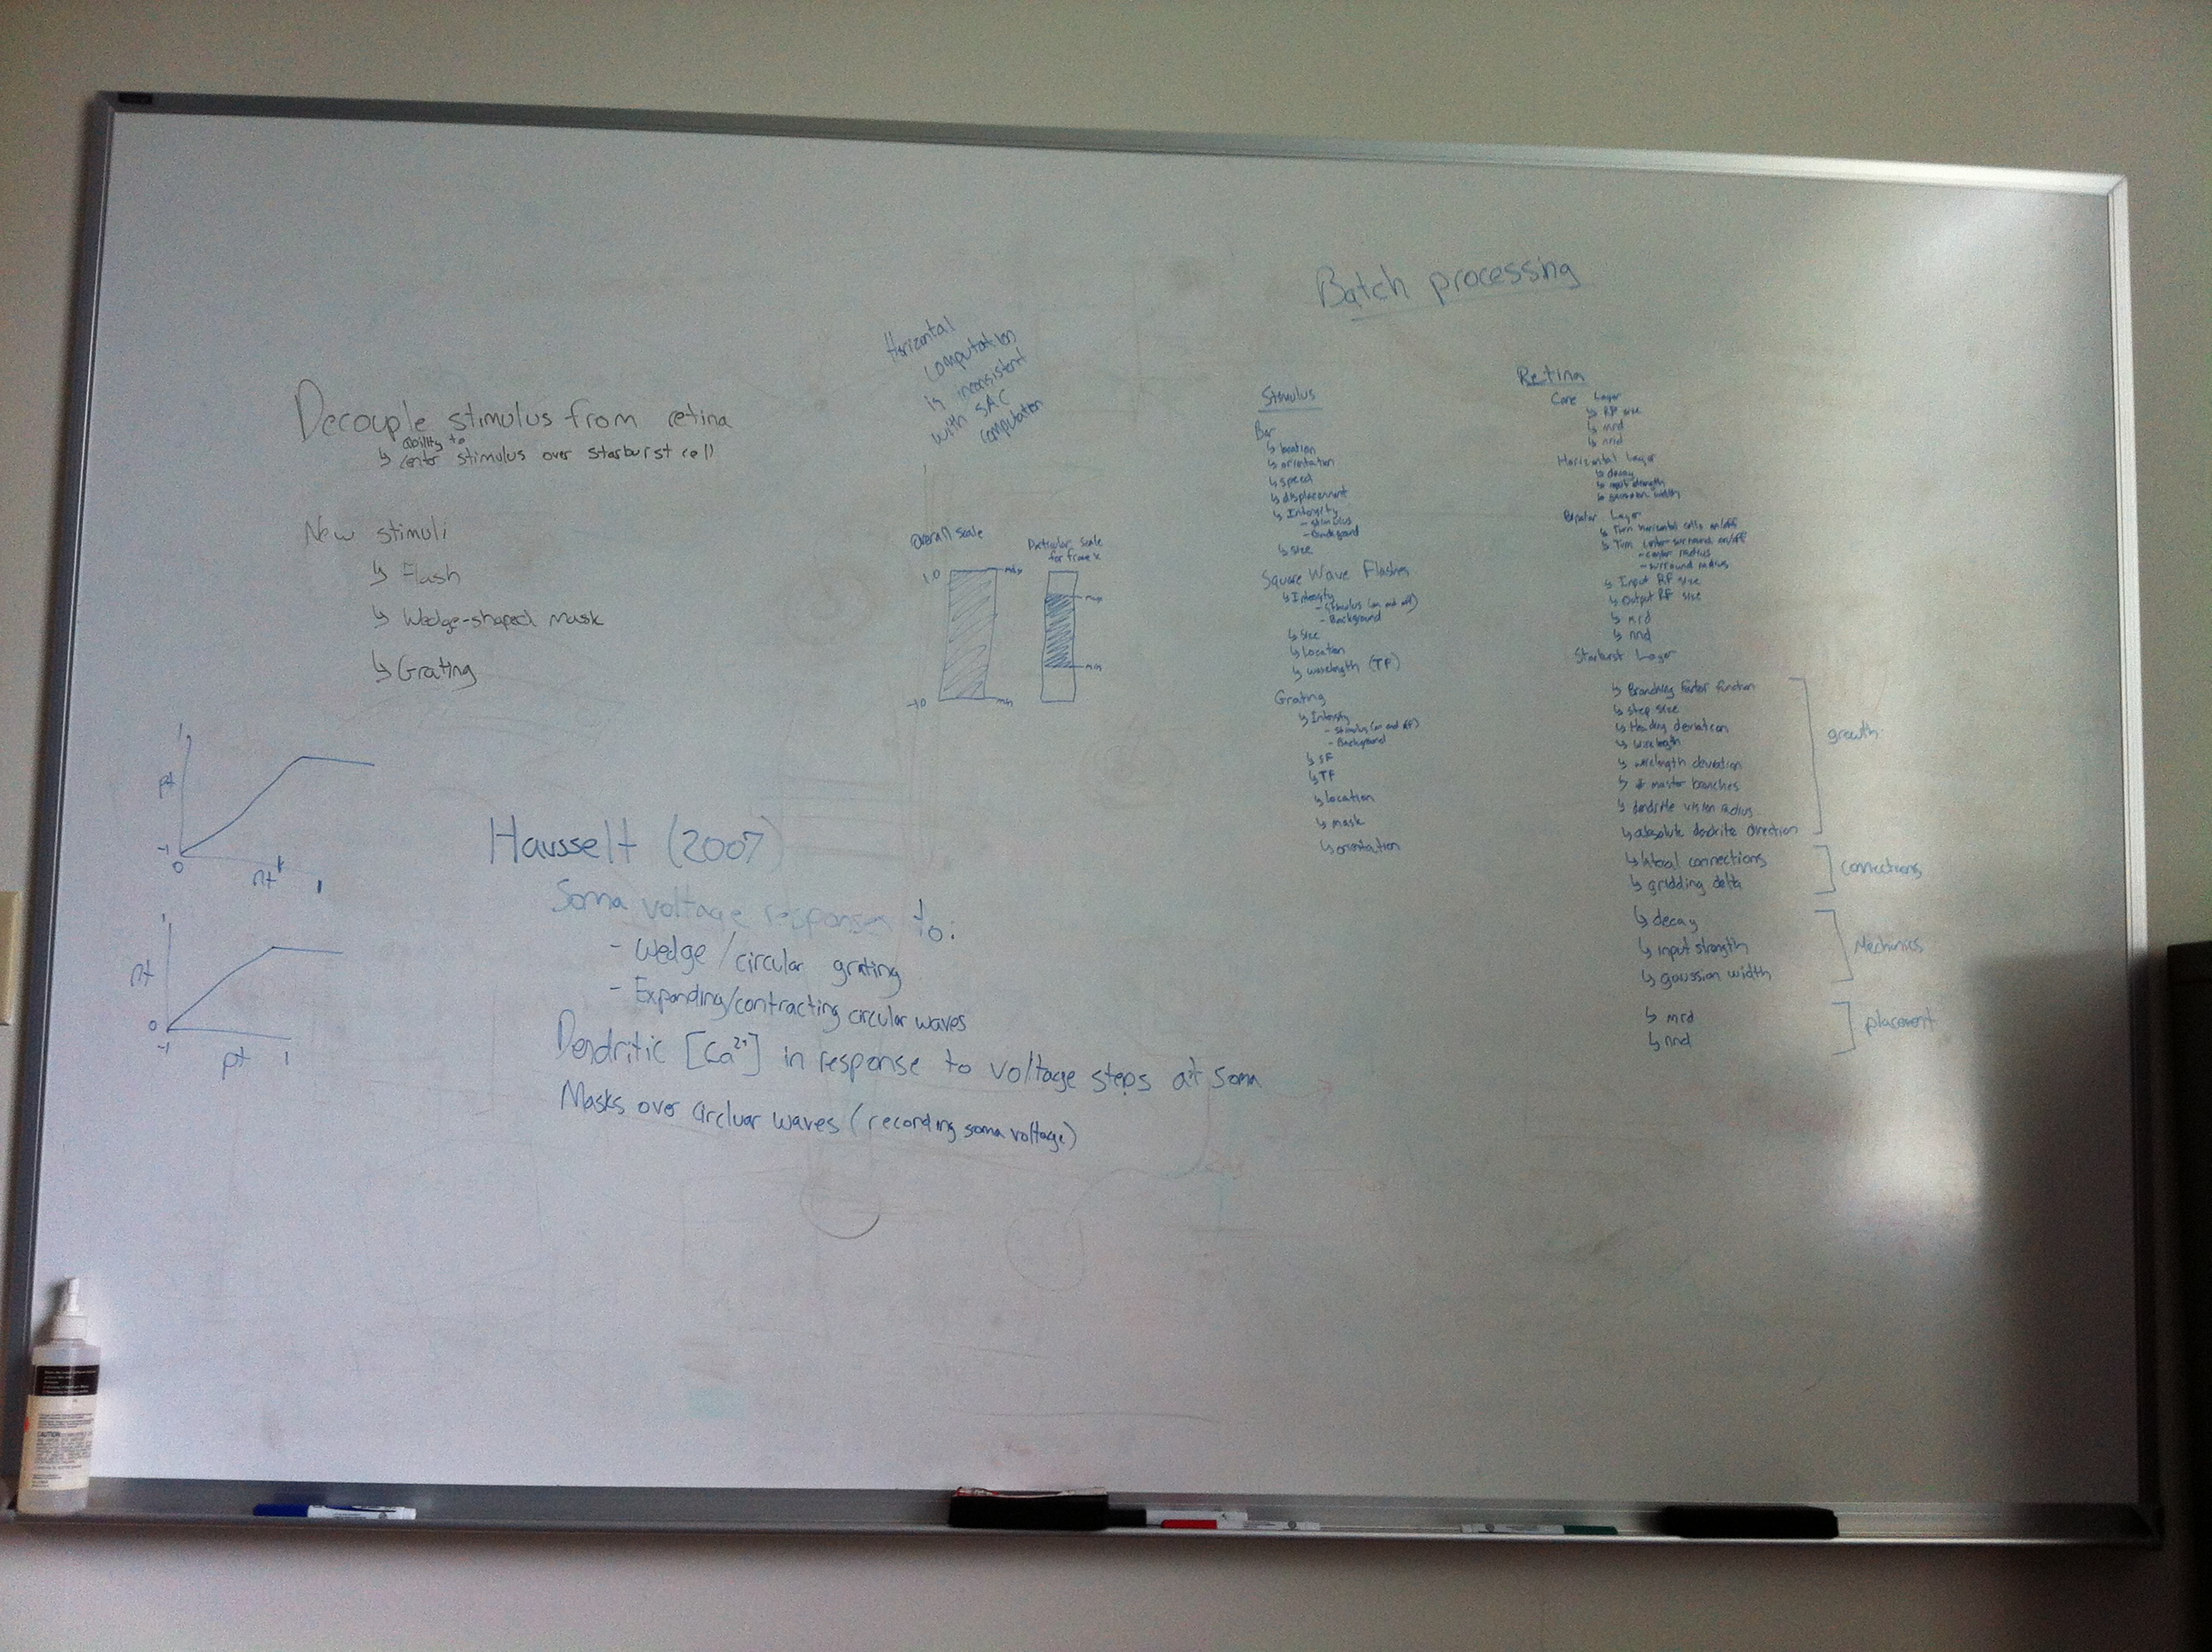 Decouple stimulus from retina
ability to
↳ center stimulus over starburst cell
New stimuli
↳ Flash
↳ Wedge-shaped mask
↳ Grating
Horizontal
computation
is inconsistent
with SAC
computation
Overall scale
1.0
max
-1.0
min
Particular scale
for frame x
max
min
1
pt
-1
0
nt
1
1
nt
0
-1
pt
1
Hausselt (2007)
Soma voltage responses to:
- Wedge/circular grating
- Expanding/contracting circular waves
Dendritic [Ca²⁺] in response to voltage steps at soma
Masks over circluar waves (recording soma voltage)
Batch processing
Stimulus
Bar
↳ location
↳ orientation
↳ speed
↳ displacement
↳ Intensity
- stimulus
- Background
↳ size
Square Wave Flashes
↳ Intensity
- Stimulus (on and off)
- Background
↳ size
↳ Location
↳ wavelength (TF)
Grating
↳ Intensity
- stimulus (on and off)
- Background
↳ SF
↳ TF
↳ location
↳ mask
↳ orientation
Retina
Cone Layer
↳ RF size
↳ mrd
↳ nnd
Horizontal Layer
↳ decay
↳ input strength
↳ gaussian width
Bipolar Layer
↳ Turn horizontal cells on/off
↳ Turn center surround on/off
- center radius
- surround radius
↳ Input RF size
↳ Output RF size
↳ mrd
↳ nnd
Starburst Layer
↳ Branching Factor function
↳ step size
↳ Heading deviation
↳ wirelength
↳ wirelength deviation
↳ # master branches
↳ dendrite vision radius
↳ absolute dendrite direction
growth
↳ lateral connections
↳ gridding delta
connections
↳ decay
↳ input strength
↳ gaussian width
Mechanics
↳ mrd
↳ nnd
placement
CAUTION